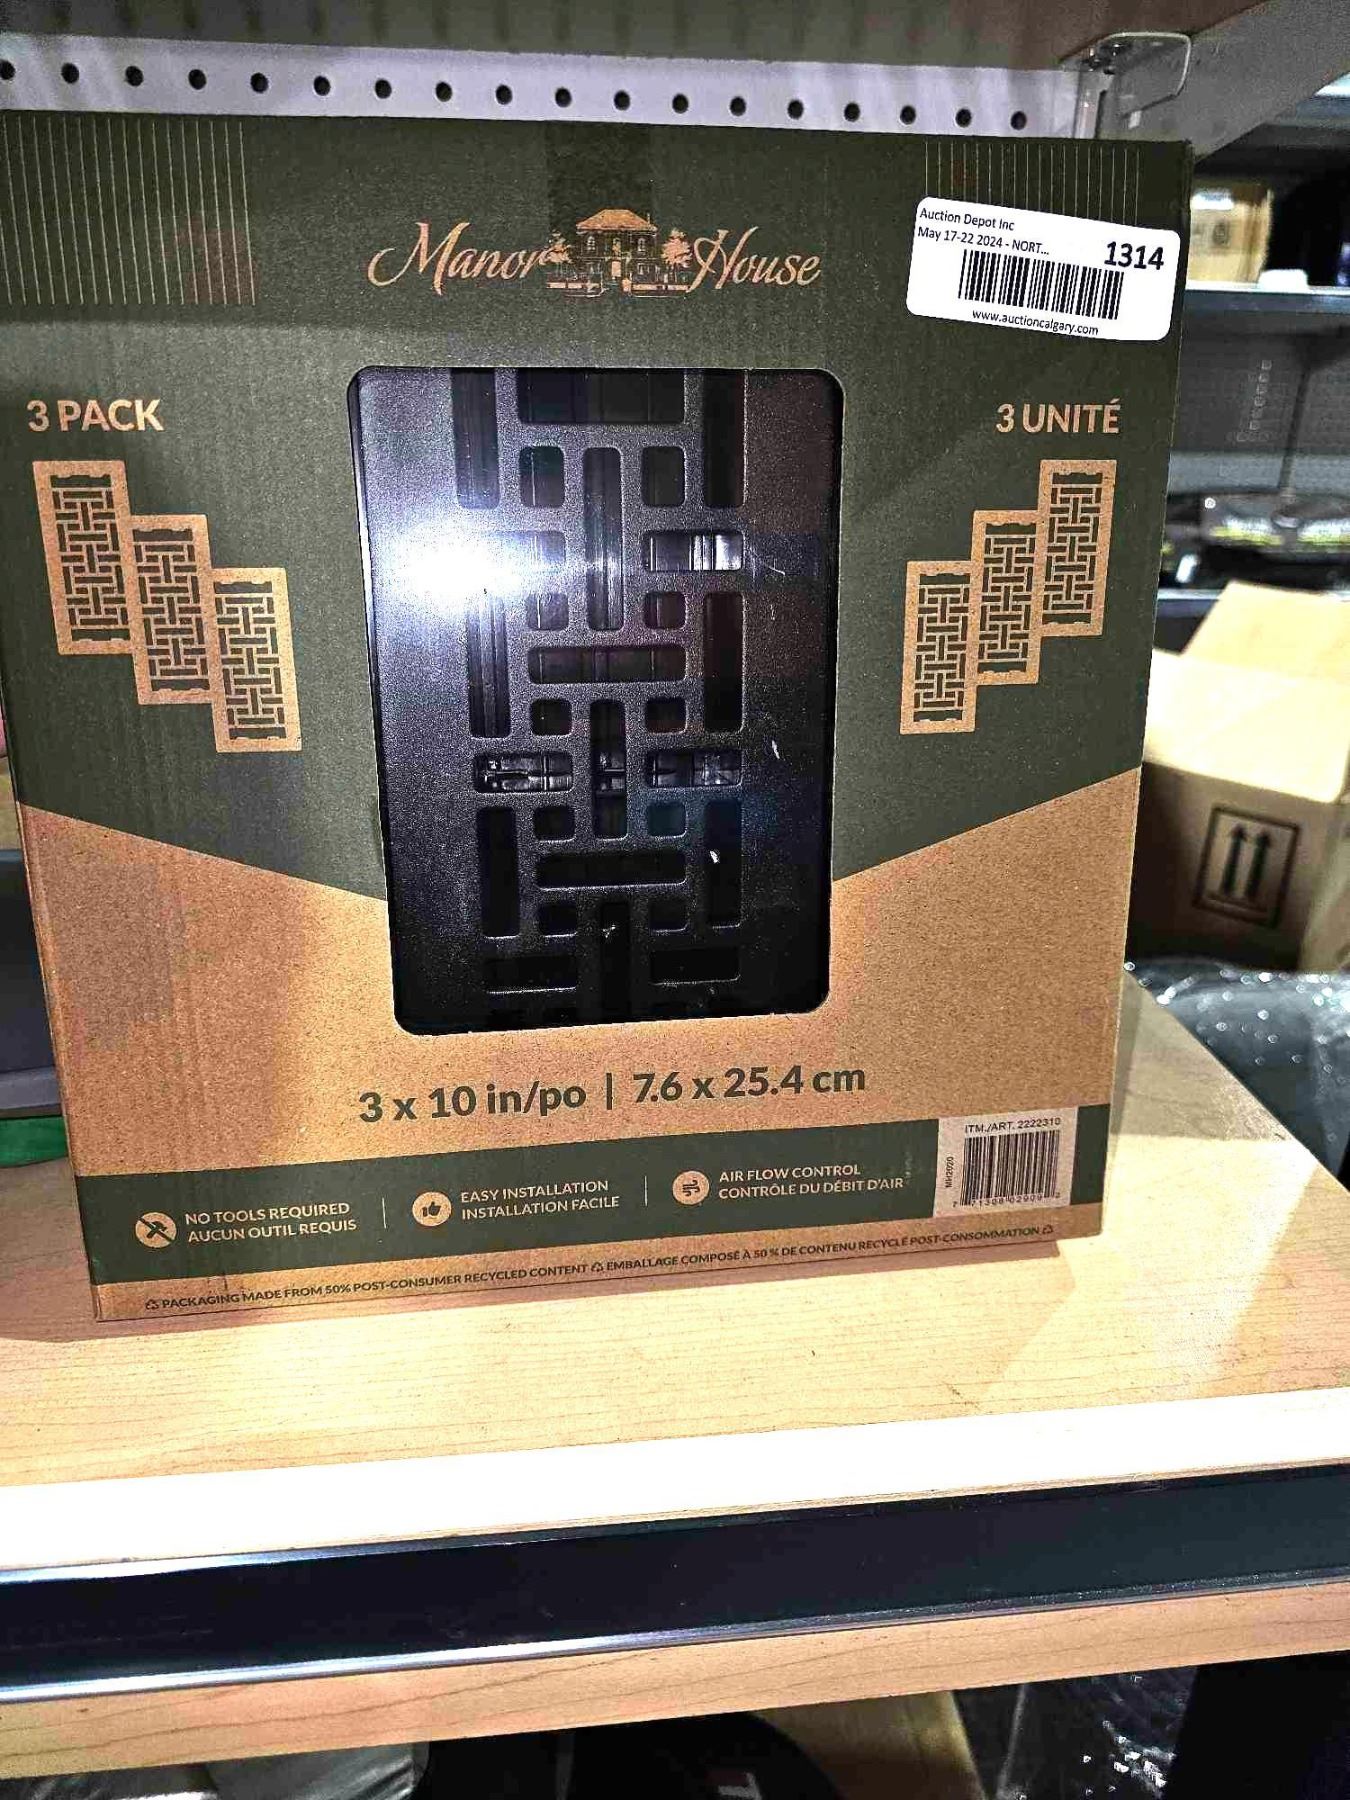 Manor House
Auction Depot Inc
May 17-22 2024 - NORT...
1314
www.auctioncalgary.com
3 PACK
3 UNITÉ
3 x 10 in/po | 7.6 x 25.4 cm
NO TOOLS REQUIRED
AUCUN OUTIL REQUIS
EASY INSTALLATION
INSTALLATION FACILE
AIR FLOW CONTROL
CONTRÔLE DU DÉBIT D'AIR
ITM./ART. 2222310
PACKAGING MADE FROM 50% POST-CONSUMER RECYCLED CONTENT EMBALLAGE COMPOSÉ À 50 % DE CONTENU RECYCLÉ POST-CONSOMMATION